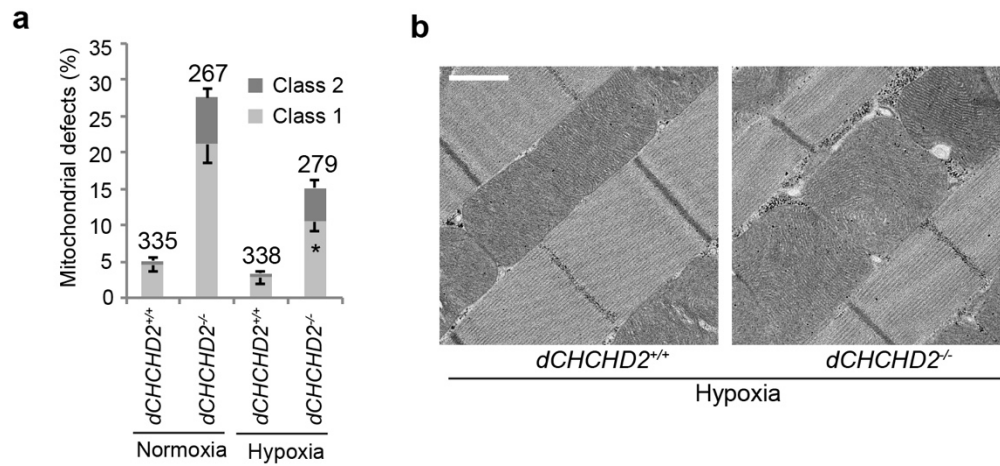 a
Mitochondrial defects (%)
35
30
25
20
15
10
5
0
335
267
338
279
*
Class 2
Class 1
dCHCHD2+/+
dCHCHD2-/-
dCHCHD2+/+
dCHCHD2-/-
Normoxia
Hypoxia
b
dCHCHD2+/+
dCHCHD2-/-
Hypoxia